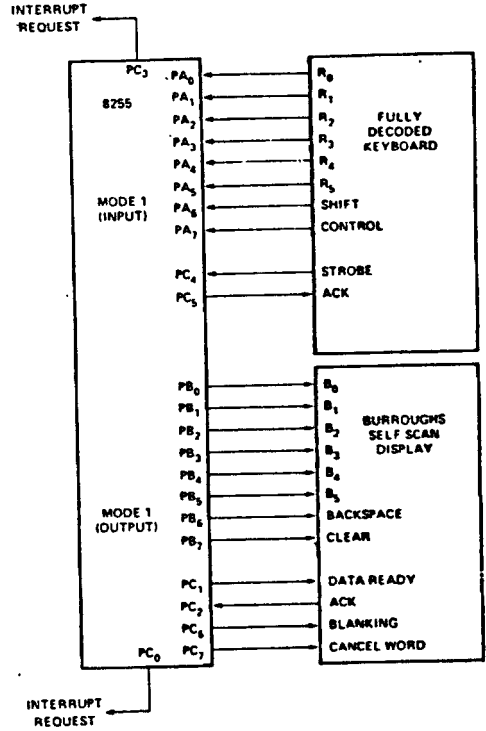 INTERRUPT
REQUEST
PC3
8255
MODE 1
(INPUT)
PA0
PA1
PA2
PA3
PA4
PA5
PA6
PA7
PC4
PC5
R0
R1
R2
R3
R4
R5
SHIFT
CONTROL
STROBE
ACK
FULLY
DECODED
KEYBOARD
MODE 1
(OUTPUT)
PB0
PB1
PB2
PB3
PB4
PB5
PB6
PB7
PC1
PC2
PC6
PC7
B0
B1
B2
B3
B4
B5
BACKSPACE
CLEAR
DATA READY
ACK
BLANKING
CANCEL WORD
BURROUGHS
SELF SCAN
DISPLAY
PC0
INTERRUPT
REQUEST